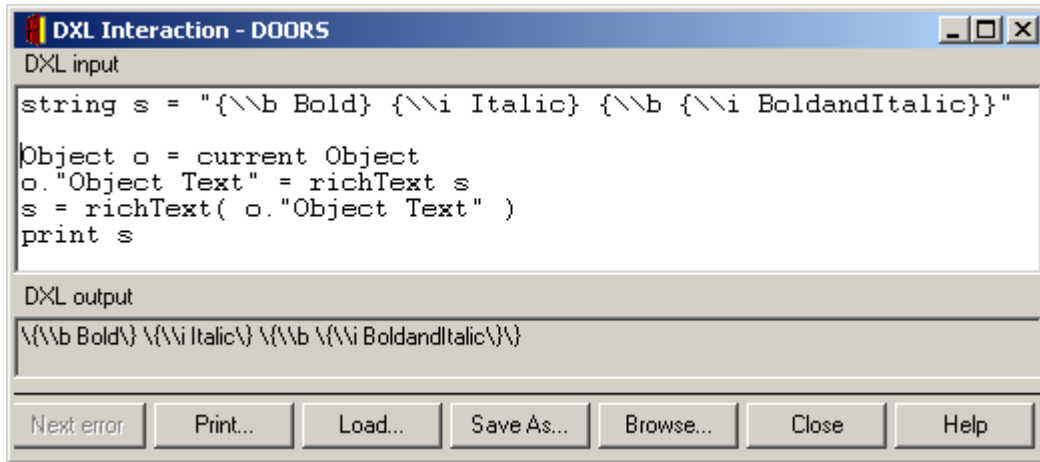 DXL Interaction - DOORS
DXL input
string s = "{\\b Bold} {\\i Italic} {\\b {\\i BoldandItalic}}"
Object o = current Object
o."Object Text" = richText s
s = richText( o."Object Text" )
print s
DXL output
\{\\b Bold\} \{\\i Italic\} \{\\b \{\\i BoldandItalic\}\}
Next error Print... Load... Save As... Browse... Close Help